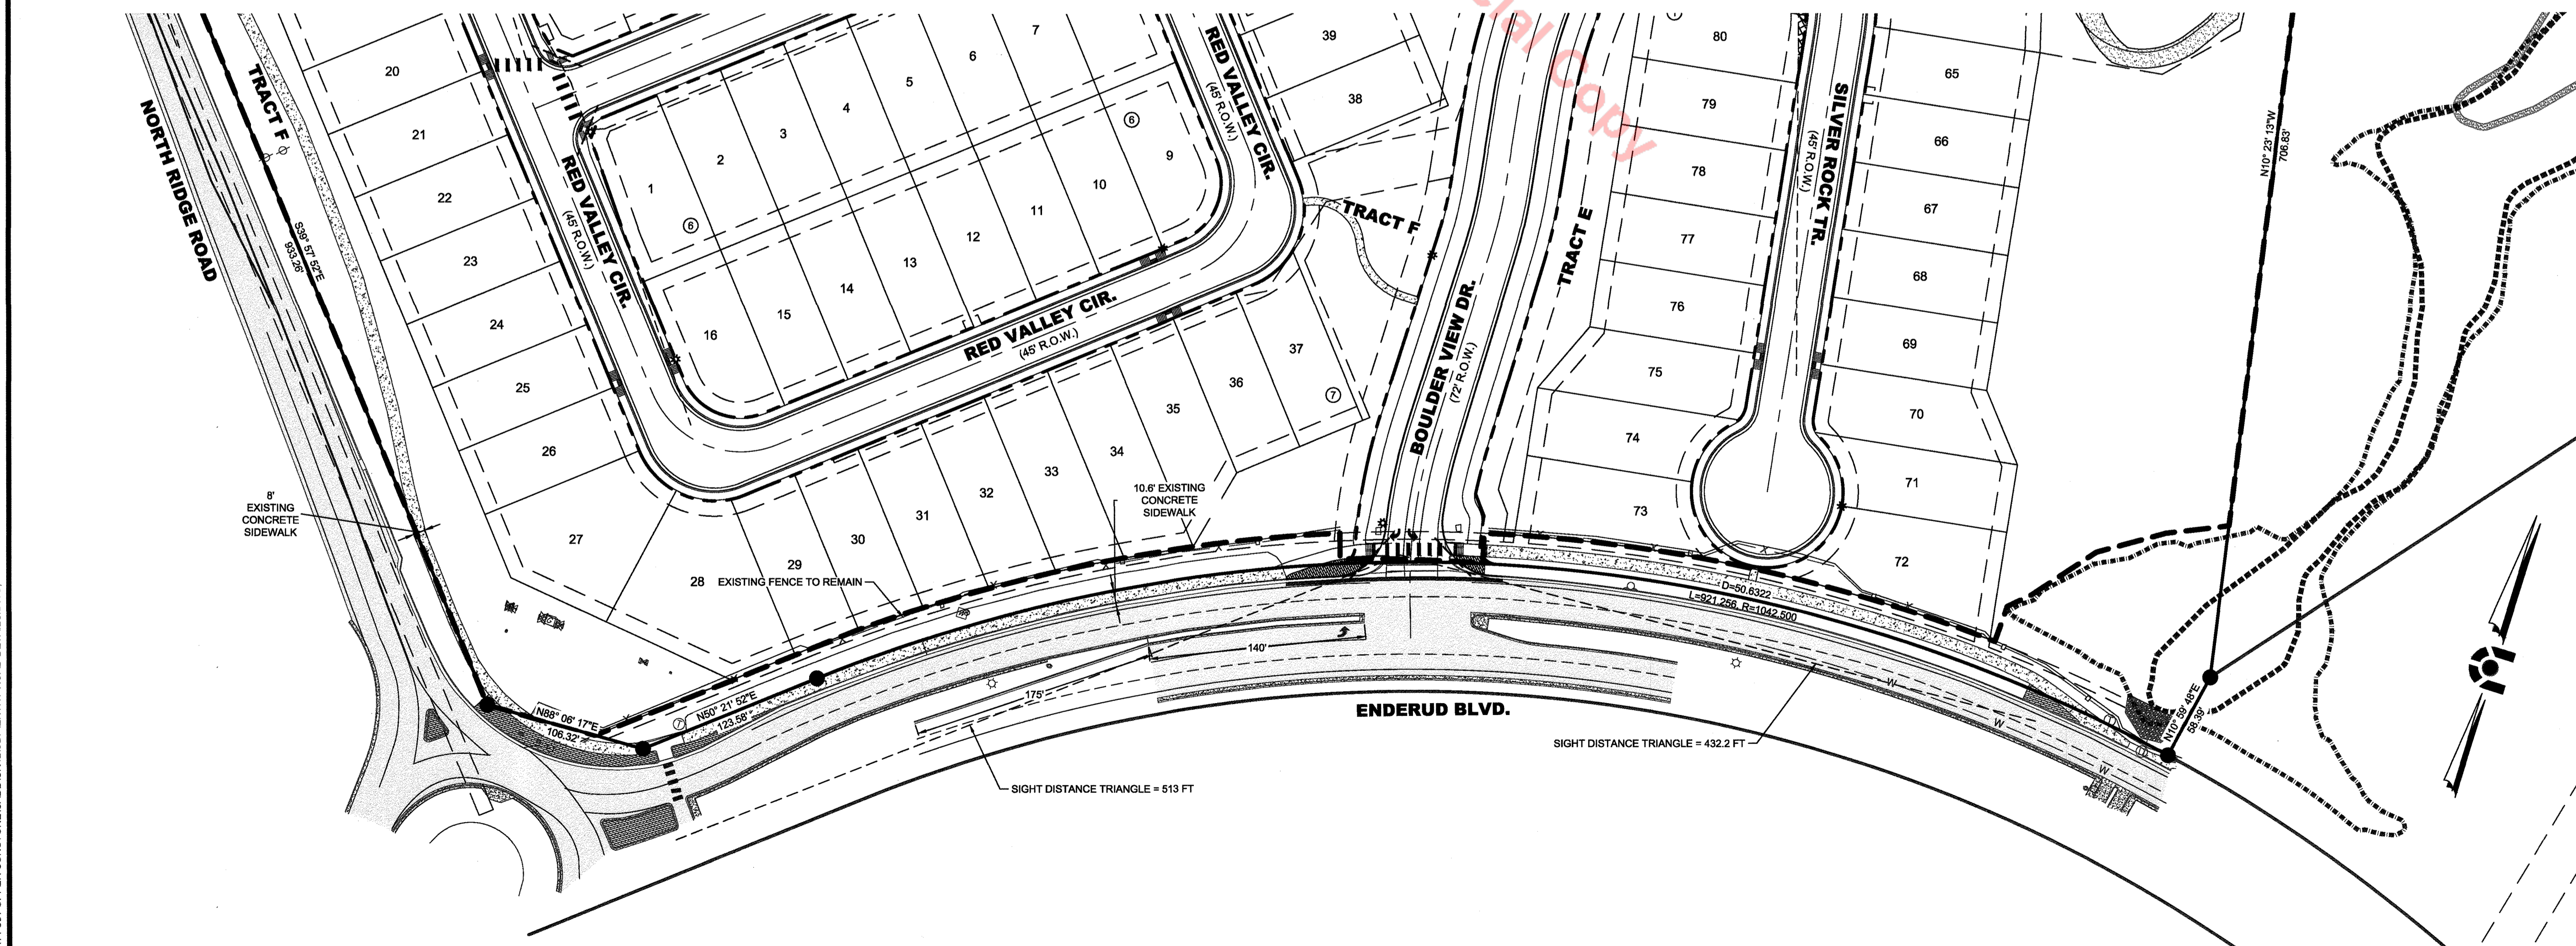 NORTH RIDGE ROAD
TRACT F
S39° 57' 52"E
933.26'
8'
EXISTING
CONCRETE
SIDEWALK
20
21
22
23
24
25
26
27
28
29
30
31
32
33
34
35
36
37
7
RED VALLEY CIR.
(45' R.O.W.)
1
2
3
4
5
6
7
6
16
15
14
13
12
11
10
9
6
RED VALLEY CIR.
(45' R.O.W.)
RED VALLEY CIR.
(45' R.O.W.)
39
38
TRACT F
cial Copy
BOULDER VIEW DR.
(72' R.O.W.)
TRACT E
80
79
78
77
76
75
74
73
SILVER ROCK TR.
(45' R.O.W.)
65
66
67
68
69
70
71
72
N10° 23' 13"W
706.83'
10.6' EXISTING
CONCRETE
SIDEWALK
EXISTING FENCE TO REMAIN
N88° 06' 17"E
106.32'
7
N50° 21' 52"E
123.58'
175'
140'
D=50.6322
L=921.256, R=1042.500
ENDERUD BLVD.
SIGHT DISTANCE TRIANGLE = 513 FT
SIGHT DISTANCE TRIANGLE = 432.2 FT
W
W
W
N10° 59' 48"E
58.39'